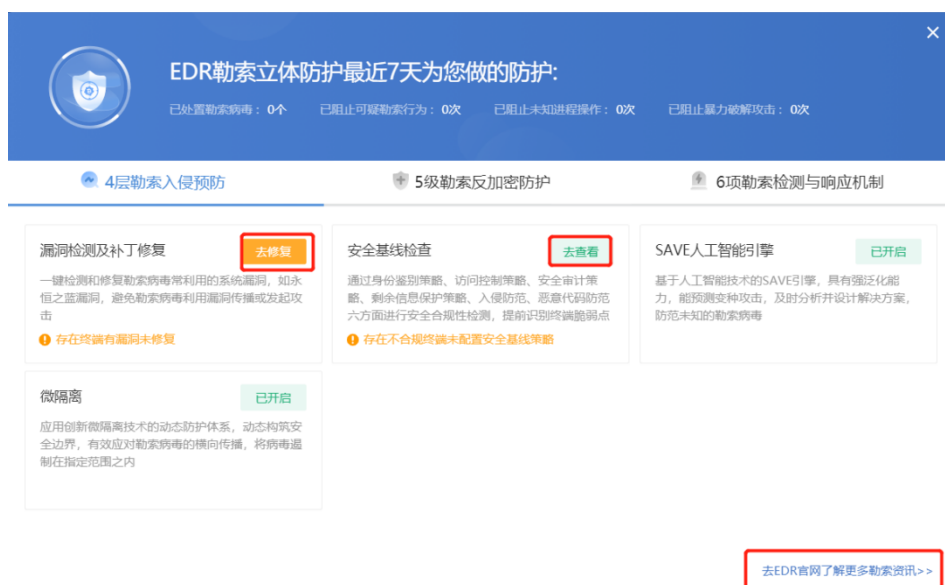 EDR勒索立体防护最近7天为您做的防护:
已处置勒索病毒：0个 已阻止可疑勒索行为：0次 已阻止未知进程操作：0次 已阻止暴力破解攻击：0次
4层勒索入侵预防 5级勒索反加密防护 6项勒索检测与响应机制
漏洞检测及补丁修复 去修复
一键检测和修复勒索病毒常利用的系统漏洞，如永
恒之蓝漏洞，避免勒索病毒利用漏洞传播或发起攻
击
存在终端有漏洞未修复
安全基线检查 去查看
通过身份鉴别策略、访问控制策略、安全审计策
略、剩余信息保护策略、入侵防范、恶意代码防范
六方面进行安全合规性检测，提前识别终端脆弱点
存在不合规终端未配置安全基线策略
SAVE人工智能引擎 已开启
基于人工智能技术的SAVE引擎，具有强泛化能
力，能预测变种攻击，及时分析并设计解决方案，
防范未知的勒索病毒
微隔离 已开启
应用创新微隔离技术的动态防护体系，动态构筑安
全边界，有效应对勒索病毒的横向传播，将病毒遏
制在指定范围之内
去EDR官网了解更多勒索资讯>>